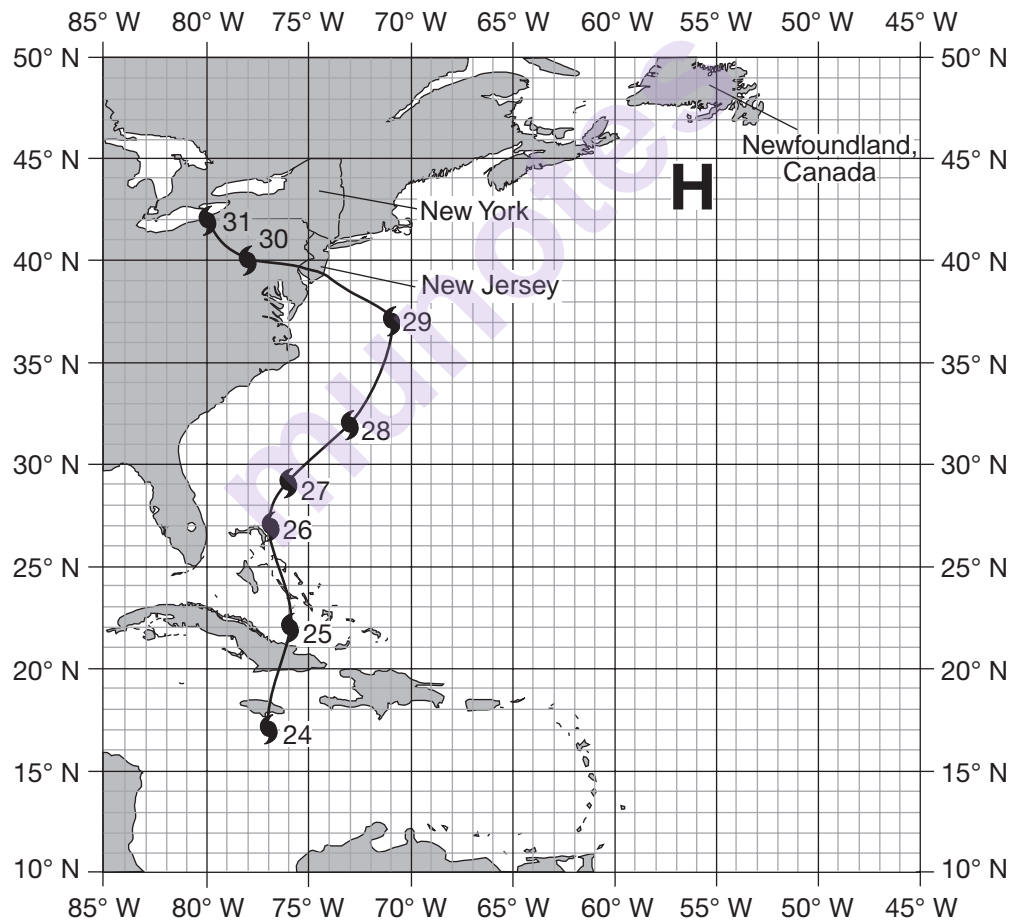 85° W 80° W 75° W 70° W 65° W 60° W 55° W 50° W 45° W
50° N 50° N
Newfoundland,
Canada
45° N H 45° N
New York
31
30
40° N 40° N
New Jersey
29
35° N 35° N
28
30° N 30° N
27
26
25° N 25° N
25
20° N 20° N
24
15° N 15° N
10° N 10° N
85° W 80° W 75° W 70° W 65° W 60° W 55° W 50° W 45° W
munotes